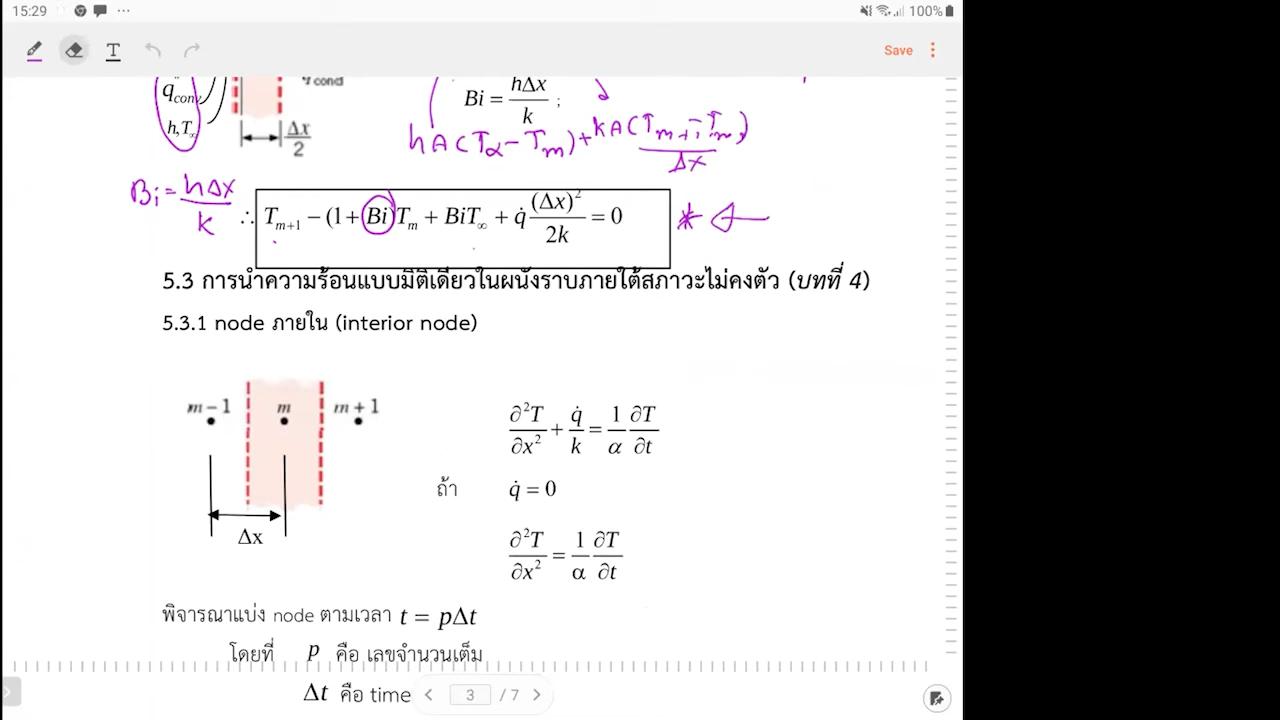 15:29
100%
T
Save
q conv
q cond
h,T∞
Δx/2
Bi = hΔx/k ;
hA(Tα-Tm)+kA(Tm+1-Tm)/Δx
Bi = hΔx/k
∴ Tm+1 − (1+Bi)Tm + BiT∞ + q̇ (Δx)²/2k = 0 *
5.3 การนำความร้อนแบบมิติเดียวในผนังราบภายใต้สภาวะไม่คงตัว (บทที่ 4)
5.3.1 node ภายใน (interior node)
m−1 m m+1
∂²T/∂x² + q̇/k = 1/α ∂T/∂t
ถ้า q̇ = 0
Δx
∂²T/∂x² = 1/α ∂T/∂t
พิจารณาแบ่ง node ตามเวลา t = pΔt
โดยที่ p คือ เลขจำนวนเต็ม
Δt คือ time
3 / 7